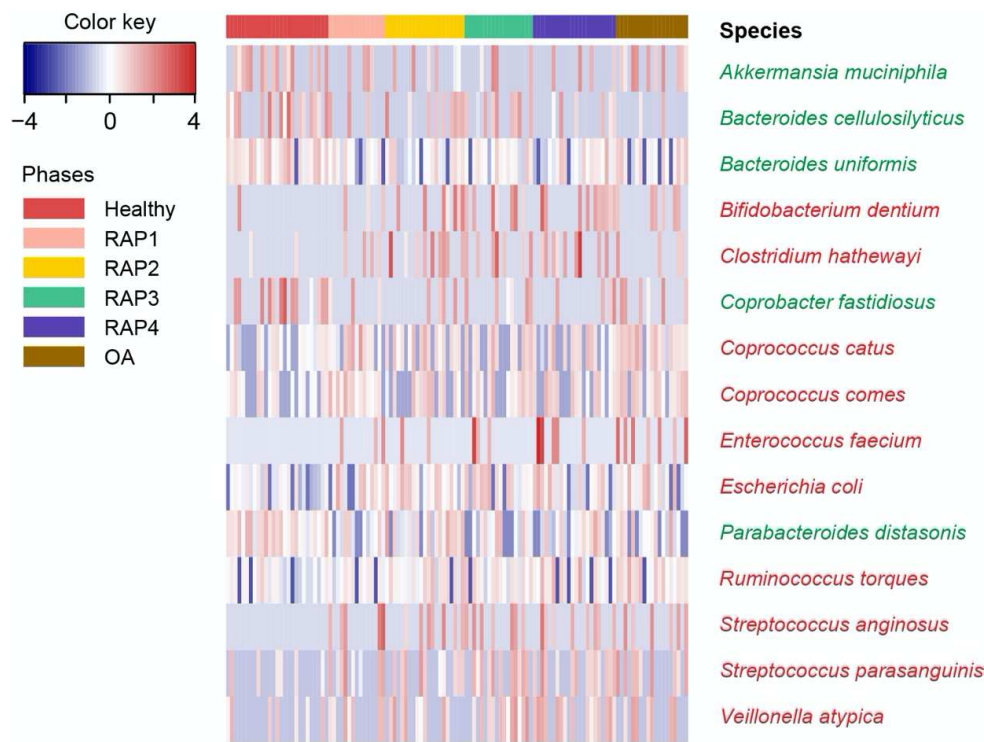 Color key
−4 0 4
Phases
Healthy
RAP1
RAP2
RAP3
RAP4
OA
Species
Akkermansia muciniphila
Bacteroides cellulosilyticus
Bacteroides uniformis
Bifidobacterium dentium
Clostridium hathewayi
Coprobacter fastidiosus
Coprococcus catus
Coprococcus comes
Enterococcus faecium
Escherichia coli
Parabacteroides distasonis
Ruminococcus torques
Streptococcus anginosus
Streptococcus parasanguinis
Veillonella atypica